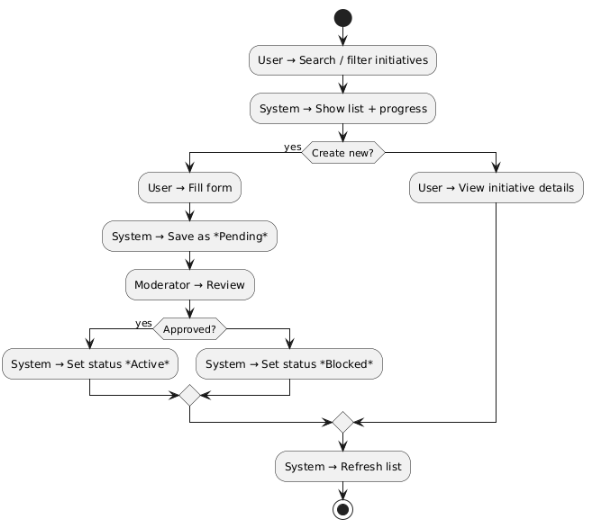 User → Search / filter initiatives
System → Show list + progress
yes
Create new?
User → Fill form
User → View initiative details
System → Save as *Pending*
Moderator → Review
yes
Approved?
System → Set status *Active*
System → Set status *Blocked*
System → Refresh list